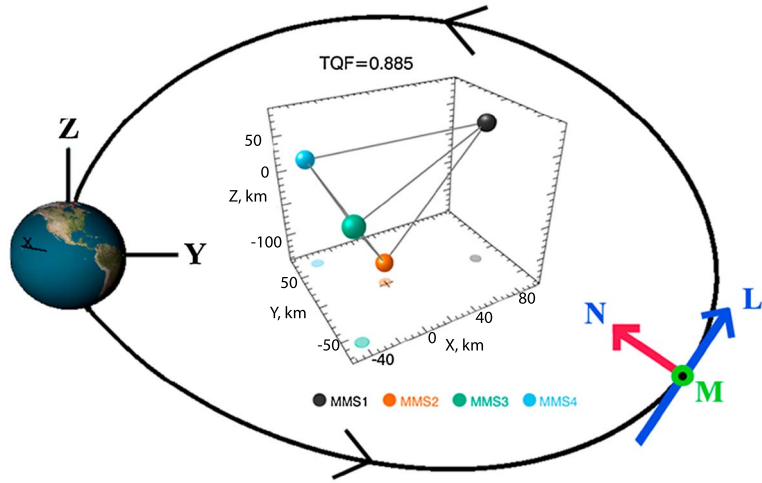 TQF=0.885
Z
50
0
Z, km
-100
X
Y
50
Y, km
-50
80
40
0
X, km
-40
N
L
M
MMS1 MMS2 MMS3 MMS4